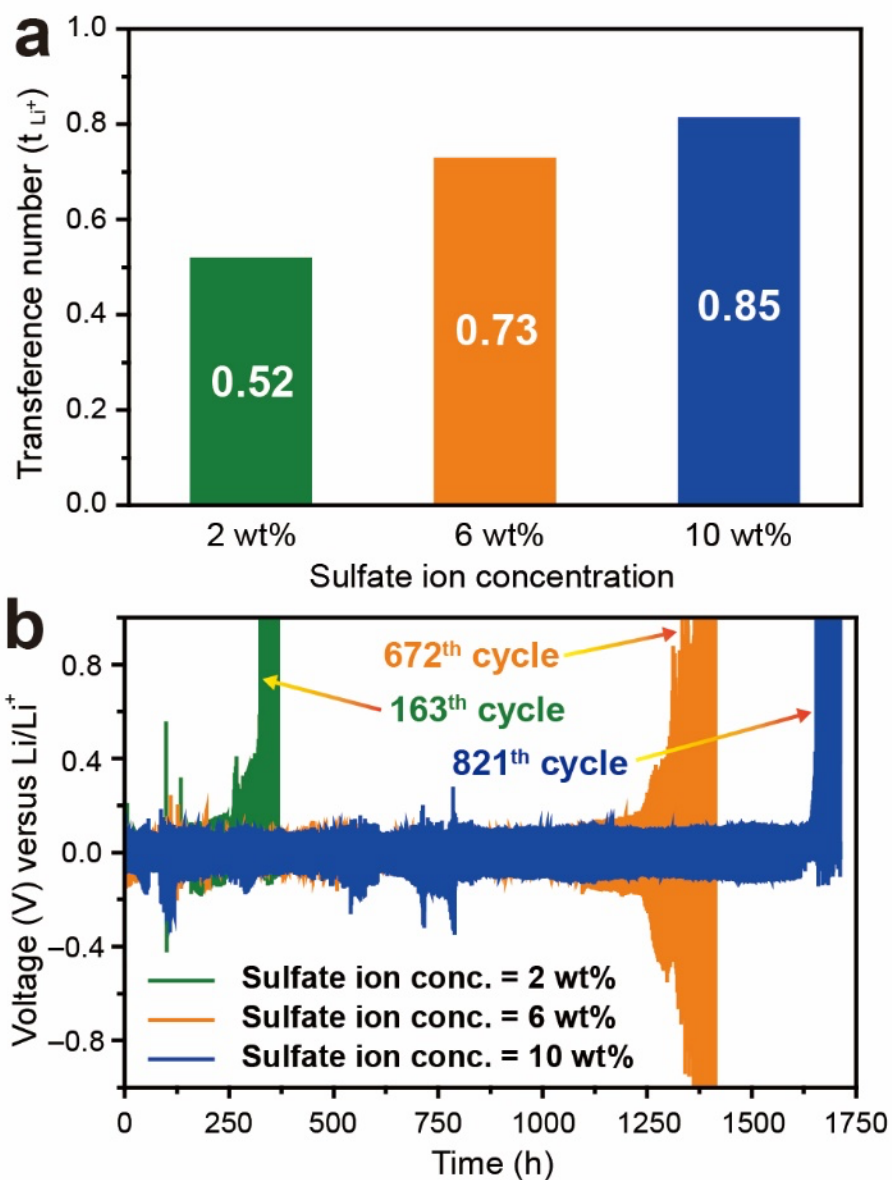 a
Transference number (t Li+)
1.0
0.8
0.6
0.4
0.2
0.0
0.52
0.73
0.85
2 wt%
6 wt%
10 wt%
Sulfate ion concentration
b
Voltage (V) versus Li/Li+
0.8
0.4
0.0
−0.4
−0.8
672th cycle
163th cycle
821th cycle
Sulfate ion conc. = 2 wt%
Sulfate ion conc. = 6 wt%
Sulfate ion conc. = 10 wt%
0
250
500
750
1000
1250
1500
1750
Time (h)